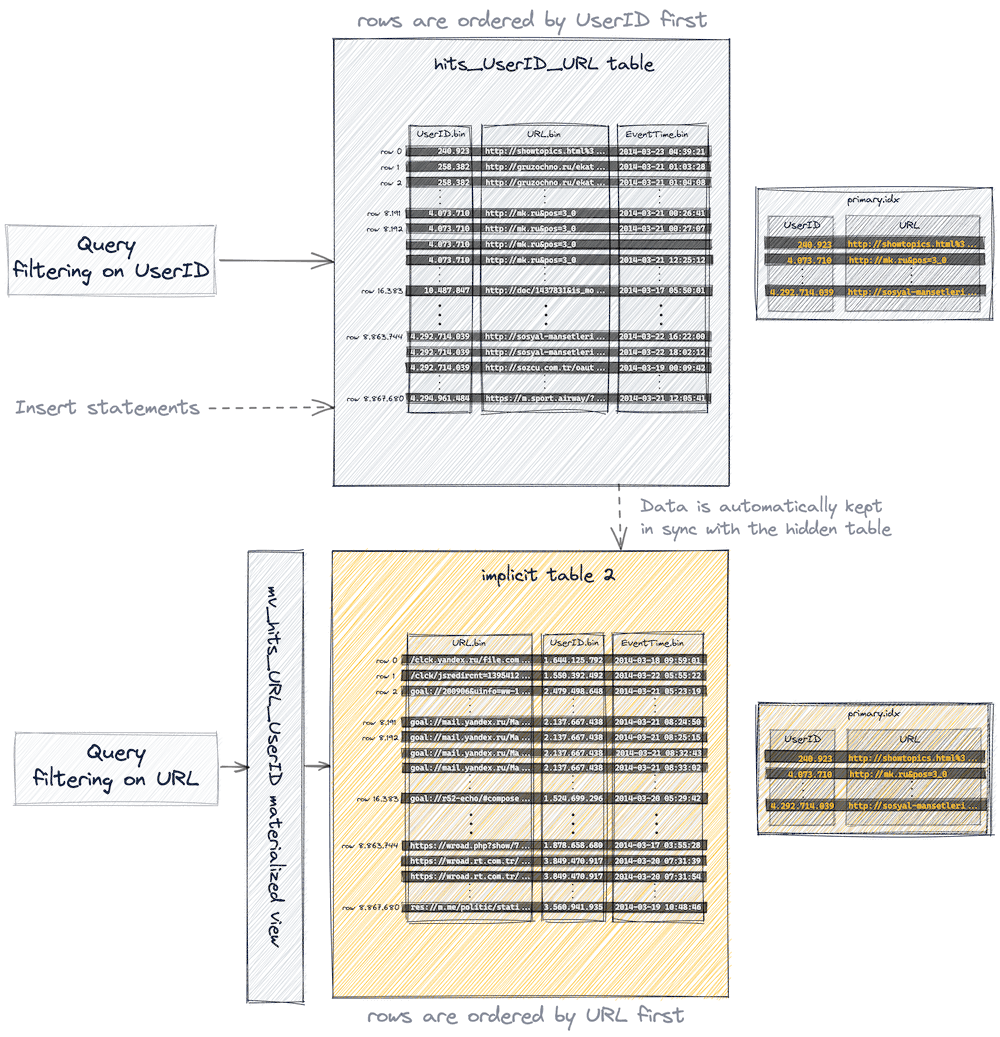 rows are ordered by UserID first
hits_UserID_URL table
UserID.bin URL.bin EventTime.bin
row 0 240.923 http://showtopics.html%3... 2014-03-23 04:39:21
row 1 258.382 http://gruzochno.ru/ekat... 2014-03-21 01:03:28
row 2 258.382 http://gruzochno.ru/ekat... 2014-03-21 01:04:08
row 8.191 4.073.710 http://mk.ru&pos=3_0 2014-03-21 00:26:41
row 8.192 4.073.710 http://mk.ru&pos=3_0 2014-03-21 00:27:07
4.073.710 http://mk.ru&pos=3_0
4.073.710 http://mk.ru&pos=3_0 2014-03-21 12:25:12
row 16.383 10.487.847 http://doc/1437831&is_mo... 2014-03-17 05:50:01
row 8.863.744 4.292.714.039 http://sosyal-mansetleri... 2014-03-22 16:22:00
4.292.714.039 http://sosyal-mansetleri... 2014-03-22 18:02:12
4.292.714.039 http://sozcu.com.tr/oaut... 2014-03-19 00:09:42
row 8.867.680 4.294.961.484 https://m.sport.airway/?... 2014-03-21 12:05:41
primary.idx
UserID URL
240.923 http://showtopics.html%3...
4.073.710 http://mk.ru&pos=3_0
4.292.714.039 http://sosyal-mansetleri...
Query
filtering on UserID
Insert statements
Data is automatically kept
in sync with the hidden table
mv_hits_URL_UserID materialized view
implicit table 2
URL.bin UserID.bin EventTime.bin
row 0 /clck.yandex.ru/file.com... 1.644.125.792 2014-03-18 09:59:01
row 1 /clck/jsredircnt=1395412... 1.550.392.492 2014-03-22 05:55:22
row 2 goal://200906&uinfo=ww-1... 2.479.498.648 2014-03-21 05:23:19
row 8.191 goal://mail.yandex.ru/Ma... 2.137.667.438 2014-03-21 08:24:50
row 8.192 goal://mail.yandex.ru/Ma... 2.137.667.438 2014-03-21 08:25:15
goal://mail.yandex.ru/Ma... 2.137.667.438 2014-03-21 08:32:43
goal://mail.yandex.ru/Ma... 2.137.667.438 2014-03-21 08:33:02
row 16.383 goal://r52-echo/#compose... 1.524.699.296 2014-03-20 05:29:42
row 8.863.744 https://wroad.php?show/7... 1.878.658.680 2014-03-17 03:55:28
https://wroad.rt.com.tr/... 3.849.470.917 2014-03-20 07:31:39
https://wroad.rt.com.tr/... 3.849.470.917 2014-03-20 07:31:54
row 8.867.680 res://m.me/politic/stati... 3.560.941.935 2014-03-19 10:48:46
primary.idx
UserID URL
240.923 http://showtopics.html%3...
4.073.710 http://mk.ru&pos=3_0
4.292.714.039 http://sosyal-mansetleri...
Query
filtering on URL
rows are ordered by URL first